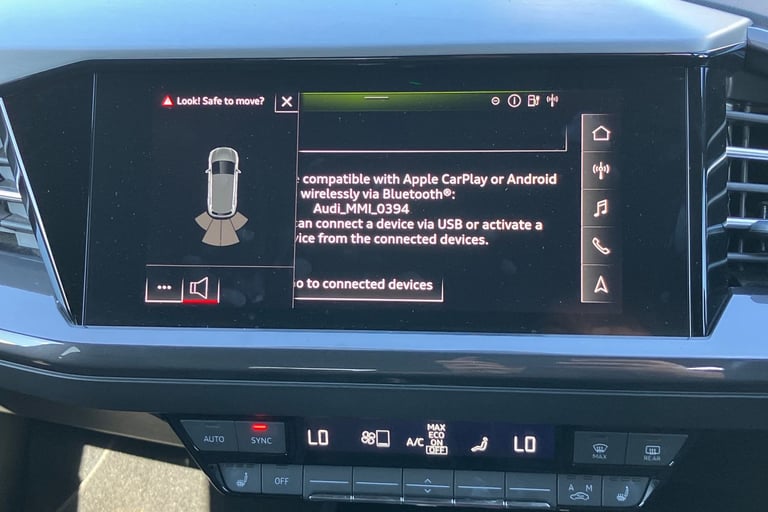 Look! Safe to move?
compatible with Apple CarPlay or Android
wirelessly via Bluetooth®:
Audi_MMI_0394
can connect a device via USB or activate a
vice from the connected devices.
o to connected devices
AUTO
SYNC
LO
A/C
MAX
ECO
ON
OFF
LO
MAX
REAR
OFF
A M